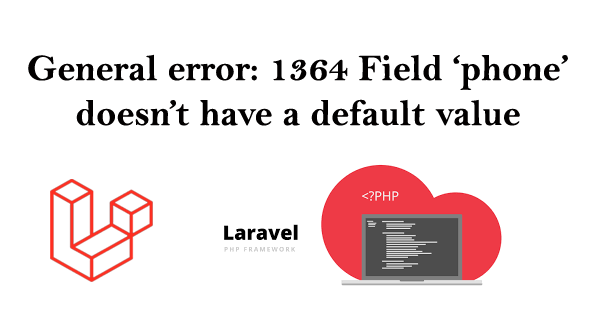 General error: 1364 Field ‘phone’
doesn’t have a default value
<?PHP
Laravel
PHP FRAMEWORK